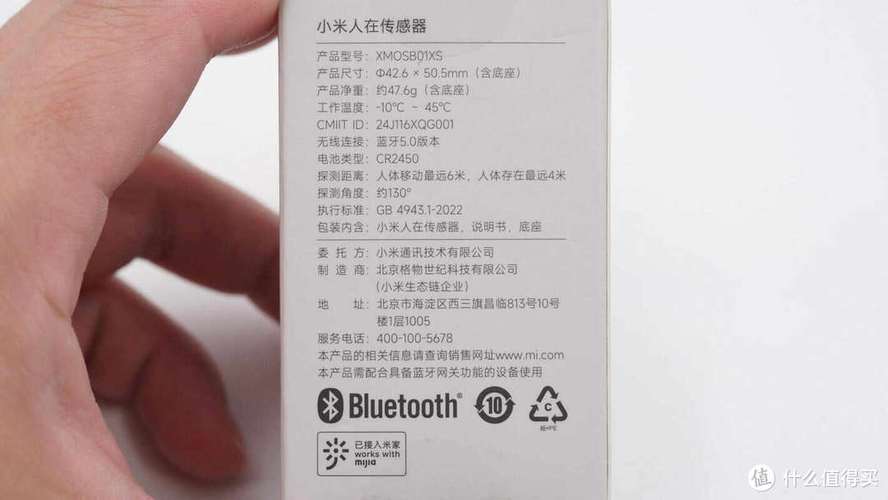 小米人在传感器
产品型号：XMOSB01XS
产品尺寸：Φ42.6 × 50.5mm（含底座）
产品净重：约47.6g（含底座）
工作温度：-10℃ ~ 45℃
CMIIT ID：24J116XQG001
无线连接：蓝牙5.0版本
电池类型：CR2450
探测距离：人体移动最远6米，人体存在最远4米
探测角度：约130°
执行标准：GB 4943.1-2022
包装内含：小米人在传感器，说明书，底座
委 托 方：小米通讯技术有限公司
制 造 商：北京格物世纪科技有限公司
（小米生态链企业）
地 址：北京市海淀区西三旗昌临813号10号
楼1层1005
服务电话：400-100-5678
本产品的相关信息请查询销售网址www.mi.com
本产品需配合具备蓝牙网关功能的设备使用
Bluetooth®
10
C
已接入米家
works with
mijia
值 什么值得买